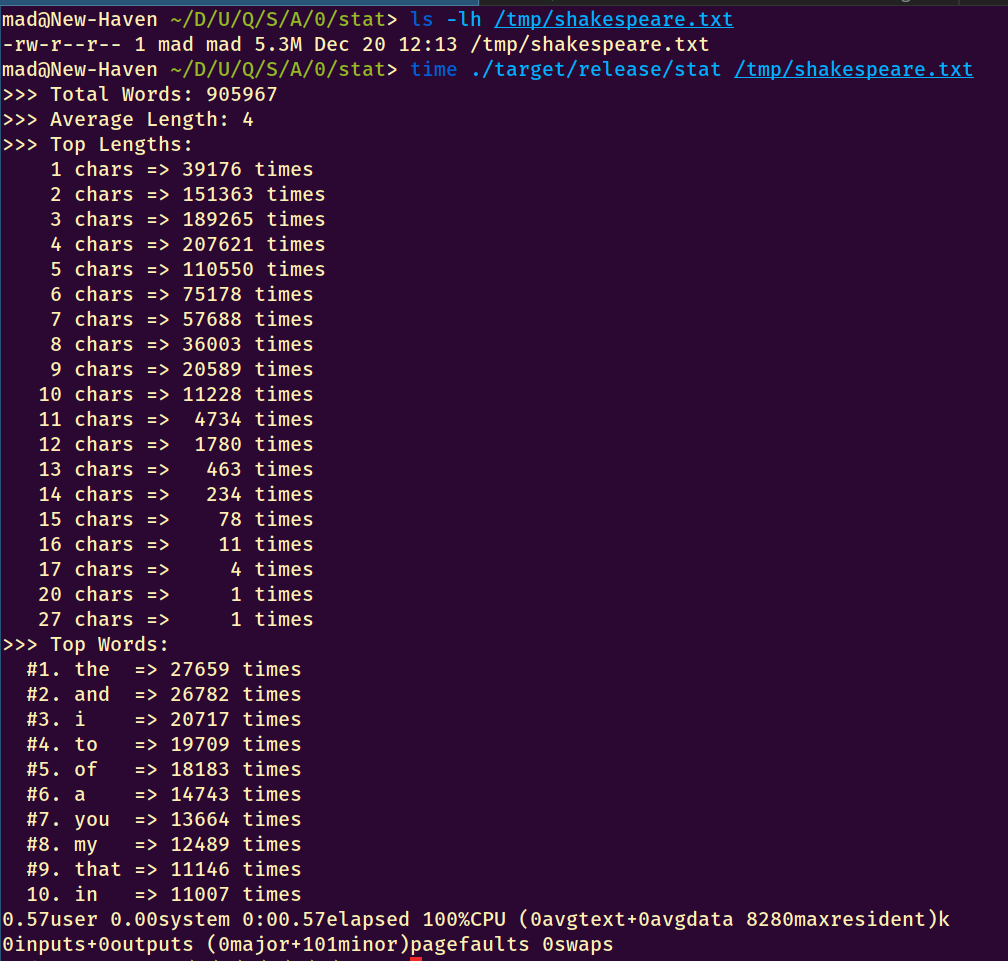 mad@New-Haven ~/D/U/Q/S/A/0/stat> ls -lh /tmp/shakespeare.txt
-rw-r--r-- 1 mad mad 5.3M Dec 20 12:13 /tmp/shakespeare.txt
mad@New-Haven ~/D/U/Q/S/A/0/stat> time ./target/release/stat /tmp/shakespeare.txt
>>> Total Words: 905967
>>> Average Length: 4
>>> Top Lengths:
    1 chars => 39176 times
    2 chars => 151363 times
    3 chars => 189265 times
    4 chars => 207621 times
    5 chars => 110550 times
    6 chars => 75178 times
    7 chars => 57688 times
    8 chars => 36003 times
    9 chars => 20589 times
   10 chars => 11228 times
   11 chars =>  4734 times
   12 chars =>  1780 times
   13 chars =>   463 times
   14 chars =>   234 times
   15 chars =>    78 times
   16 chars =>    11 times
   17 chars =>     4 times
   20 chars =>     1 times
   27 chars =>     1 times
>>> Top Words:
  #1. the  => 27659 times
  #2. and  => 26782 times
  #3. i    => 20717 times
  #4. to   => 19709 times
  #5. of   => 18183 times
  #6. a    => 14743 times
  #7. you  => 13664 times
  #8. my   => 12489 times
  #9. that => 11146 times
  10. in   => 11007 times
0.57user 0.00system 0:00.57elapsed 100%CPU (0avgtext+0avgdata 8280maxresident)k
0inputs+0outputs (0major+101minor)pagefaults 0swaps